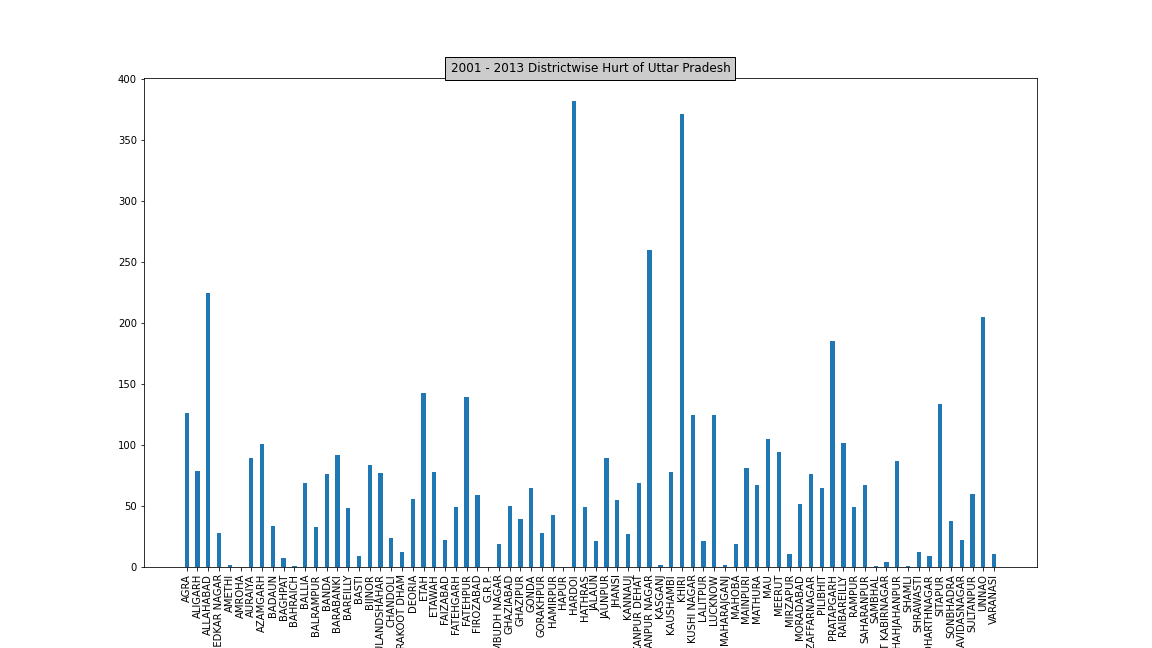 2001 - 2013 Districtwise Hurt of Uttar Pradesh
400
350
300
250
200
150
100
50
0
AGRA
ALIGARH
ALLAHABAD
EDKAR NAGAR
AMETHI
AMROHA
AURAIYA
AZAMGARH
BADAUN
BAGHPAT
BAHRAICH
BALLIA
BALRAMPUR
BANDA
BARABANKI
BAREILLY
BASTI
BIJNOR
ULANDSHAHAR
CHANDOLI
RAKOOT DHAM
DEORIA
ETAH
ETAWAH
FAIZABAD
FATEHGARH
FATEHPUR
FIROZABAD
G.R.P.
MBUDH NAGAR
GHAZIABAD
GHAZIPUR
GONDA
GORAKHPUR
HAMIRPUR
HAPUR
HARDOI
HATHRAS
JALAUN
JAUNPUR
JHANSI
KANNAUJ
KANPUR DEHAT
ANPUR NAGAR
KASGANJ
KAUSHAMBI
KHIRI
KUSHI NAGAR
LALITPUR
LUCKNOW
MAHARAJGANJ
MAHOBA
MAINPURI
MATHURA
MAU
MEERUT
MIRZAPUR
MORADABAD
ZAFFARNAGAR
PILIBHIT
PRATAPGARH
RAIBAREILLY
RAMPUR
SAHARANPUR
SAMBHAL
T KABIRNAGAR
HAHJAHANPUR
SHAMLI
SHRAWASTI
DHARTHNAGAR
SITAPUR
SONBHADRA
AVIDASNAGAR
SULTANPUR
UNNAO
VARANASI